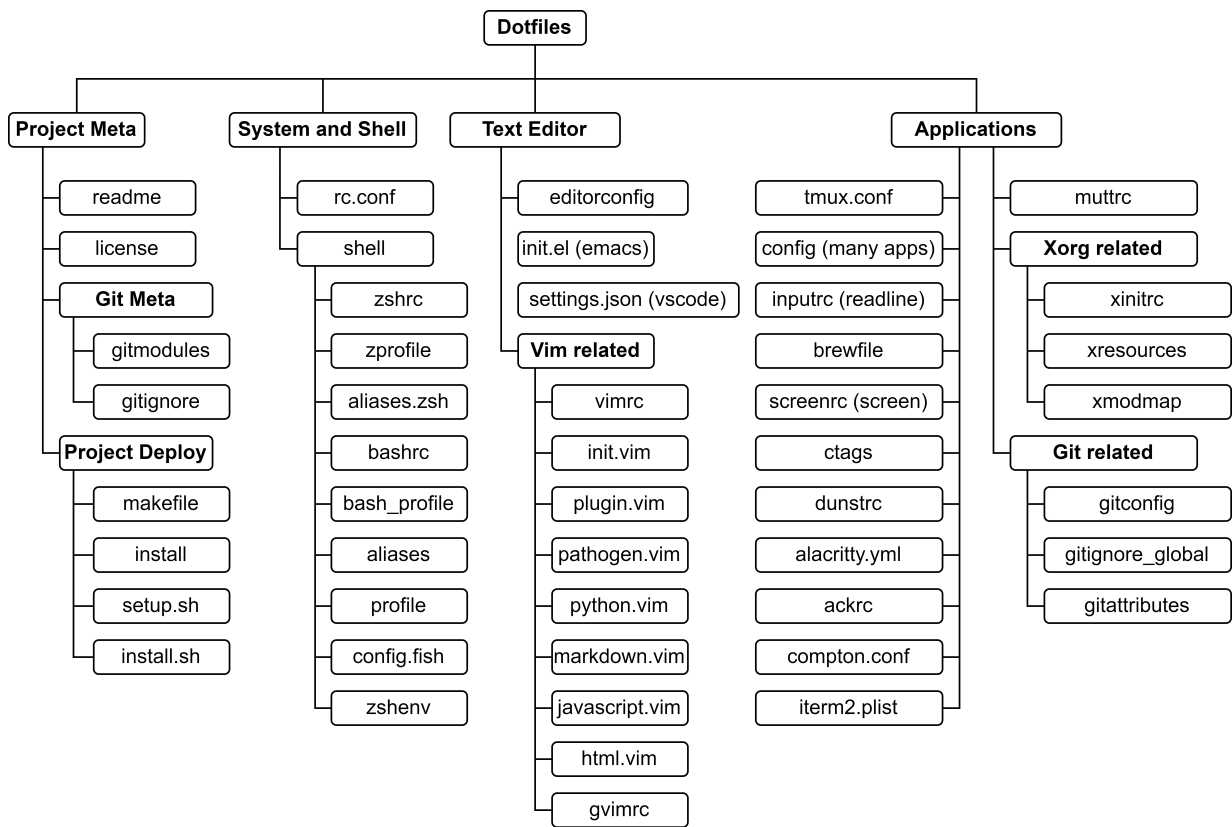 Dotfiles
Project Meta
readme
license
Git Meta
gitmodules
gitignore
Project Deploy
makefile
install
setup.sh
install.sh
System and Shell
rc.conf
shell
zshrc
zprofile
aliases.zsh
bashrc
bash_profile
aliases
profile
config.fish
zshenv
Text Editor
editorconfig
init.el (emacs)
settings.json (vscode)
Vim related
vimrc
init.vim
plugin.vim
pathogen.vim
python.vim
markdown.vim
javascript.vim
html.vim
gvimrc
Applications
tmux.conf
config (many apps)
inputrc (readline)
brewfile
screenrc (screen)
ctags
dunstrc
alacritty.yml
ackrc
compton.conf
iterm2.plist
muttrc
Xorg related
xinitrc
xresources
xmodmap
Git related
gitconfig
gitignore_global
gitattributes